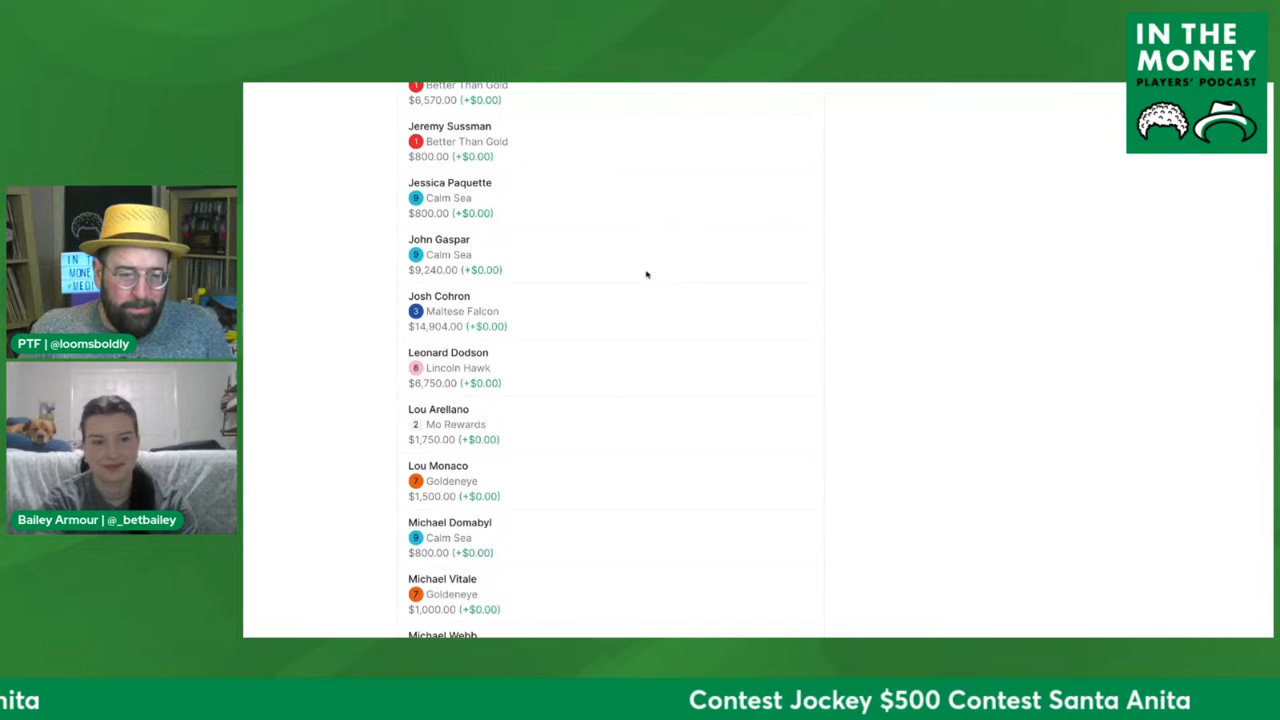 IN THE
MONEY
PLAYERS' PODCAST
1 Better Than Gold
$6,570.00 (+$0.00)
Jeremy Sussman
1 Better Than Gold
$800.00 (+$0.00)
Jessica Paquette
9 Calm Sea
$800.00 (+$0.00)
John Gaspar
9 Calm Sea
$9,240.00 (+$0.00)
Josh Cohron
3 Maltese Falcon
$14,904.00 (+$0.00)
Leonard Dodson
8 Lincoln Hawk
$6,750.00 (+$0.00)
Lou Arellano
2 Mo Rewards
$1,750.00 (+$0.00)
Lou Monaco
7 Goldeneye
$1,500.00 (+$0.00)
Michael Domabyl
9 Calm Sea
$800.00 (+$0.00)
Michael Vitale
7 Goldeneye
$1,000.00 (+$0.00)
Michael Webb
IN T
MONE
MEDI
PTF | @loomsboldly
Bailey Armour | @_betbailey
nita
Contest Jockey $500 Contest Santa Anita